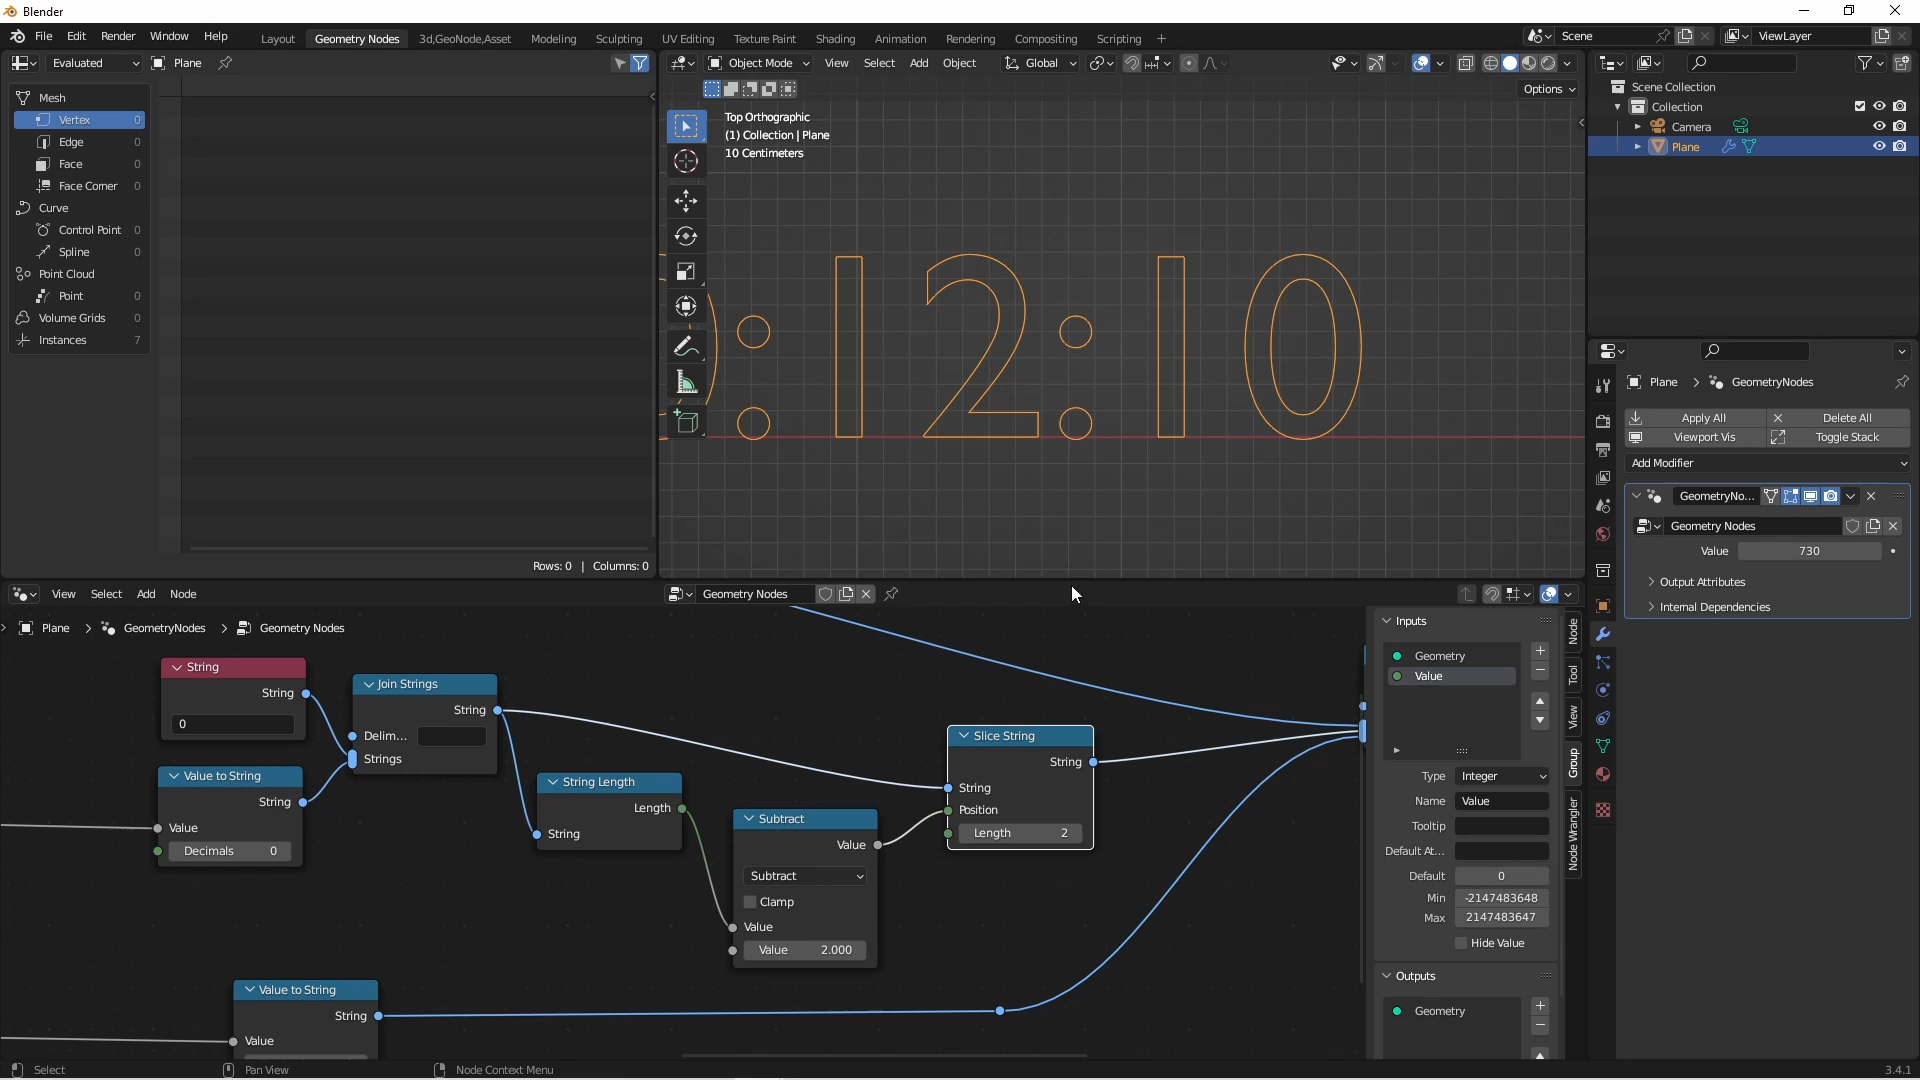 Blender
File Edit Render Window Help
Layout Geometry Nodes 3d,GeoNode,Asset Modeling Sculpting UV Editing Texture Paint Shading Animation Rendering Compositing Scripting +
Scene
ViewLayer
Evaluated Plane
Object Mode View Select Add Object Global
Options
Mesh
Vertex 0
Edge 0
Face 0
Face Corner 0
Curve
Control Point 0
Spline 0
Point Cloud
Point 0
Volume Grids 0
Instances 7
Rows: 0 | Columns: 0
Top Orthographic
(1) Collection | Plane
10 Centimeters
:12:10
Scene Collection
Collection
Camera
Plane
Plane > GeometryNodes
Apply All Delete All
Viewport Vis Toggle Stack
Add Modifier
GeometryNo...
Geometry Nodes
Value 730
Output Attributes
Internal Dependencies
View Select Add Node
Geometry Nodes
Plane > GeometryNodes > Geometry Nodes
String
String
0
Value to String
String
Value
Decimals 0
Join Strings
String
Delim...
Strings
String Length
Length
String
Subtract
Value
Subtract
Clamp
Value
Value 2.000
Slice String
String
String
Position
Length 2
Value to String
String
Value
Inputs
Geometry
Value
Type Integer
Name Value
Tooltip
Default At...
Default 0
Min -2147483648
Max 2147483647
Hide Value
Outputs
Geometry
Node
Tool
View
Group
Node Wrangler
Select Pan View Node Context Menu
3.4.1